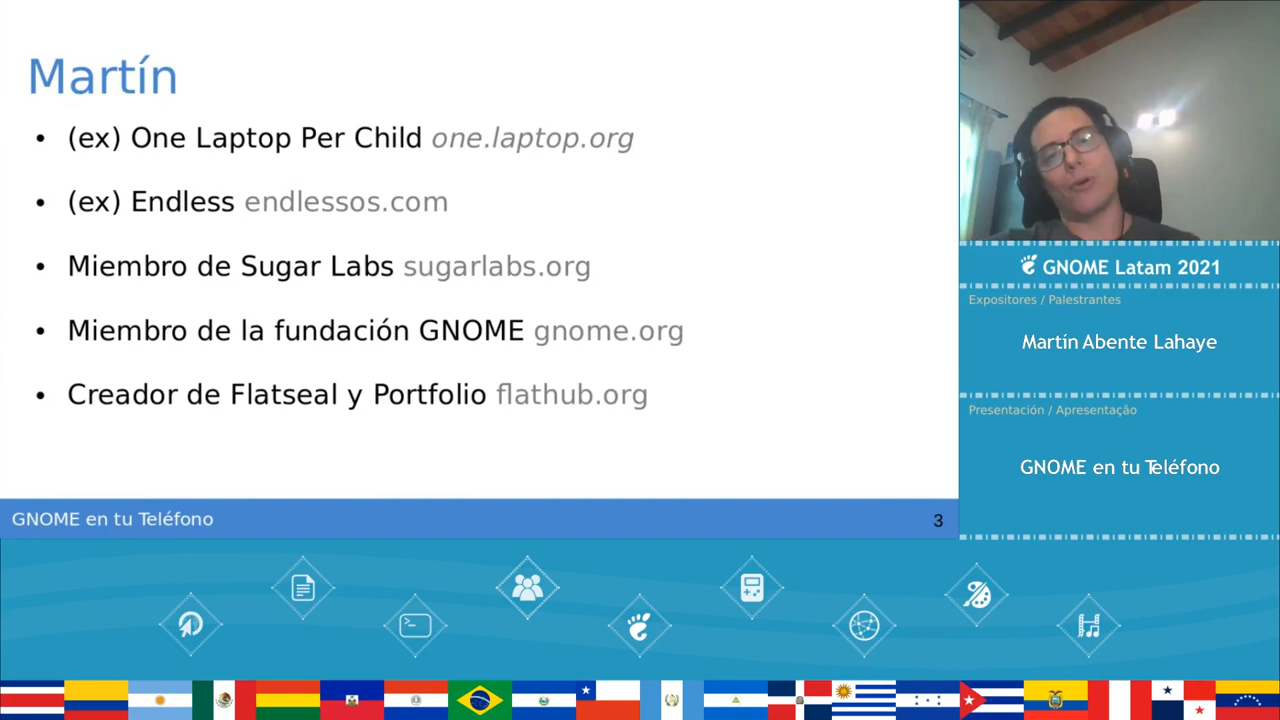 Martín
• (ex) One Laptop Per Child one.laptop.org
• (ex) Endless endlessos.com
• Miembro de Sugar Labs sugarlabs.org
• Miembro de la fundación GNOME gnome.org
• Creador de Flatseal y Portfolio flathub.org
GNOME en tu Teléfono
3
GNOME Latam 2021
Expositores / Palestrantes
Martín Abente Lahaye
Presentación / Apresentação
GNOME en tu Teléfono